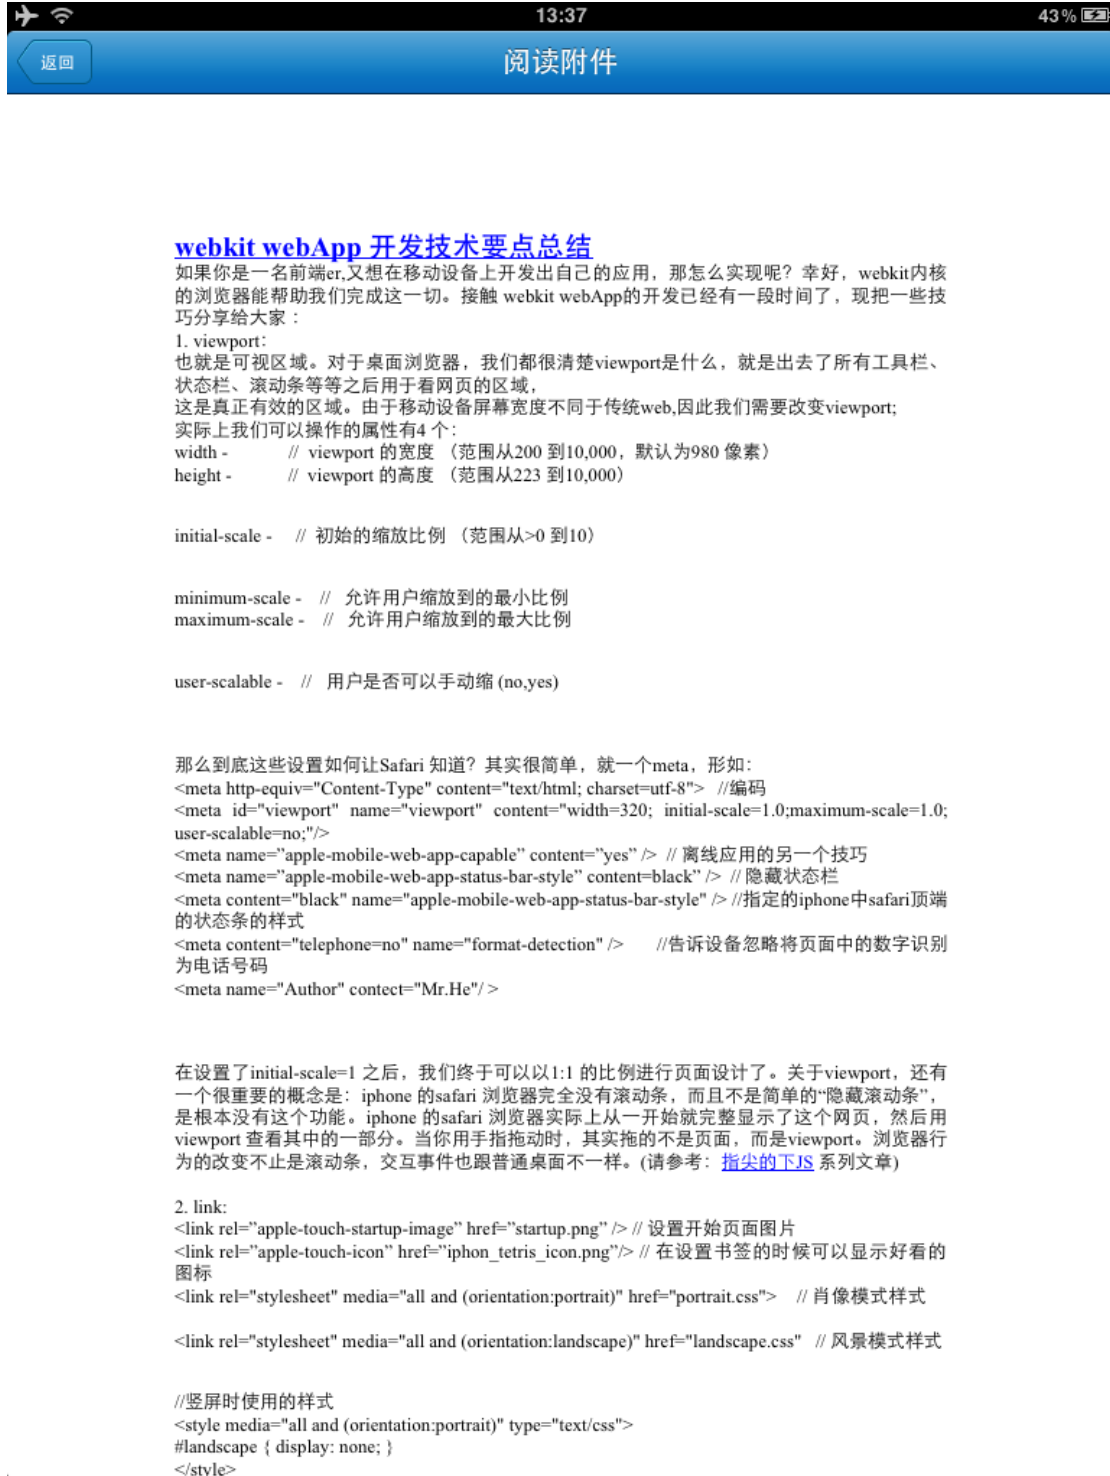 13:37
43%
返回
阅读附件
webkit webApp 开发技术要点总结
如果你是一名前端er,又想在移动设备上开发出自己的应用，那怎么实现呢？幸好，webkit内核
的浏览器能帮助我们完成这一切。接触 webkit webApp的开发已经有一段时间了，现把一些技
巧分享给大家：
1. viewport：
也就是可视区域。对于桌面浏览器，我们都很清楚viewport是什么，就是出去了所有工具栏、
状态栏、滚动条等等之后用于看网页的区域，
这是真正有效的区域。由于移动设备屏幕宽度不同于传统web,因此我们需要改变viewport;
实际上我们可以操作的属性有4 个：
width - // viewport 的宽度 （范围从200 到10,000，默认为980 像素）
height - // viewport 的高度 （范围从223 到10,000）
initial-scale - // 初始的缩放比例 （范围从>0 到10）
minimum-scale - // 允许用户缩放到的最小比例
maximum-scale - // 允许用户缩放到的最大比例
user-scalable - // 用户是否可以手动缩 (no,yes)
那么到底这些设置如何让Safari 知道？其实很简单，就一个meta，形如：
<meta http-equiv="Content-Type" content="text/html; charset=utf-8"> //编码
<meta id="viewport" name="viewport" content="width=320; initial-scale=1.0;maximum-scale=1.0;
user-scalable=no;"/>
<meta name=”apple-mobile-web-app-capable” content=”yes” /> // 离线应用的另一个技巧
<meta name=”apple-mobile-web-app-status-bar-style” content=black” /> // 隐藏状态栏
<meta content="black" name="apple-mobile-web-app-status-bar-style" /> //指定的iphone中safari顶端
的状态条的样式
<meta content="telephone=no" name="format-detection" /> //告诉设备忽略将页面中的数字识别
为电话号码
<meta name="Author" contect="Mr.He"/ >
在设置了initial-scale=1 之后，我们终于可以以1:1 的比例进行页面设计了。关于viewport，还有
一个很重要的概念是：iphone 的safari 浏览器完全没有滚动条，而且不是简单的“隐藏滚动条”，
是根本没有这个功能。iphone 的safari 浏览器实际上从一开始就完整显示了这个网页，然后用
viewport 查看其中的一部分。当你用手指拖动时，其实拖的不是页面，而是viewport。浏览器行
为的改变不止是滚动条，交互事件也跟普通桌面不一样。(请参考：指尖的下JS 系列文章)
2. link:
<link rel=”apple-touch-startup-image” href=”startup.png” /> // 设置开始页面图片
<link rel=”apple-touch-icon” href=”iphon_tetris_icon.png”/> // 在设置书签的时候可以显示好看的
图标
<link rel="stylesheet" media="all and (orientation:portrait)" href="portrait.css"> // 肖像模式样式
<link rel="stylesheet" media="all and (orientation:landscape)" href="landscape.css" // 风景模式样式
//竖屏时使用的样式
<style media="all and (orientation:portrait)" type="text/css">
#landscape { display: none; }
</style>